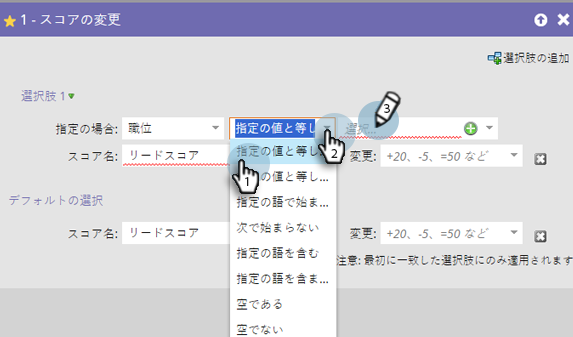 1 - スコアの変更
選択肢の追加
選択肢 1
指定の場合: 職位 指定の値と等し 選択... 3
2
スコア名: リードスコア 変更: +20、-5、=50 など
1
指定の値と等し...
の値と等し...
指定の語で始ま...
次で始まらない
指定の語を含む
指定の語を含ま...
空である
空でない
デフォルトの選択
スコア名: リードスコア 変更: +20、-5、=50 など
注意: 最初に一致した選択肢にのみ適用されます